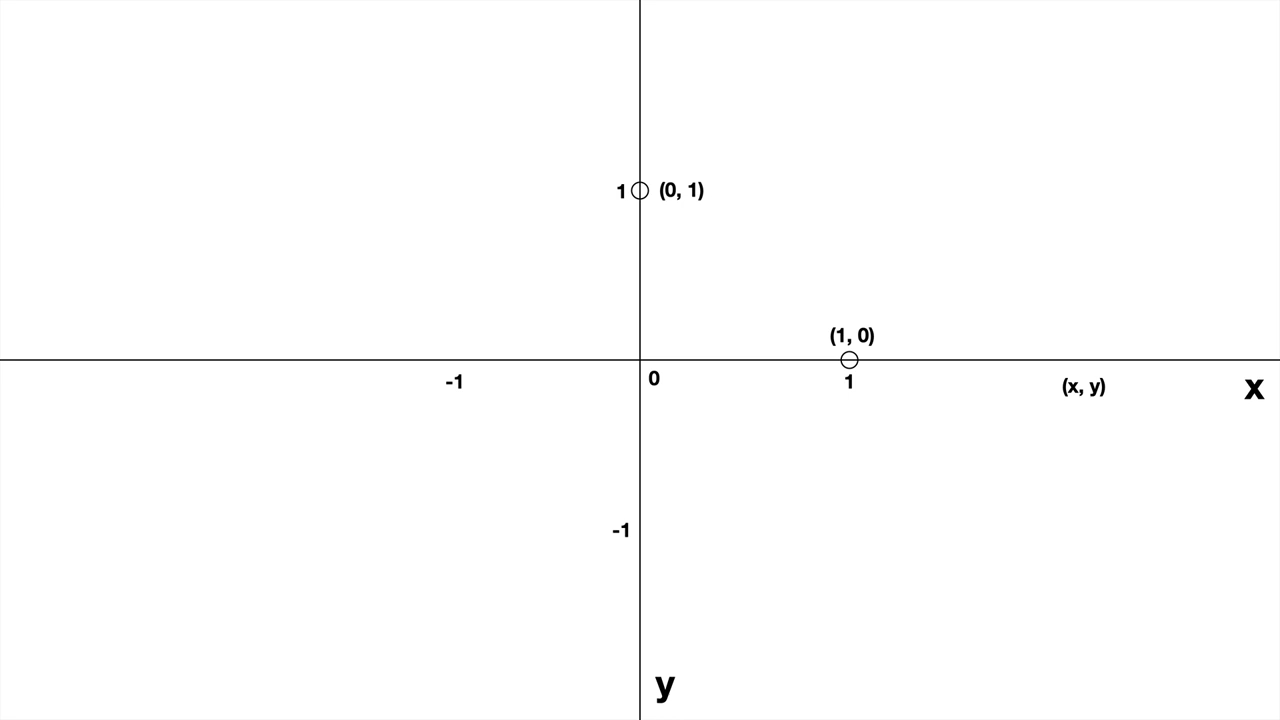 1 (0, 1)
(1, 0)
-1 0 1 (x, y) x
-1
y